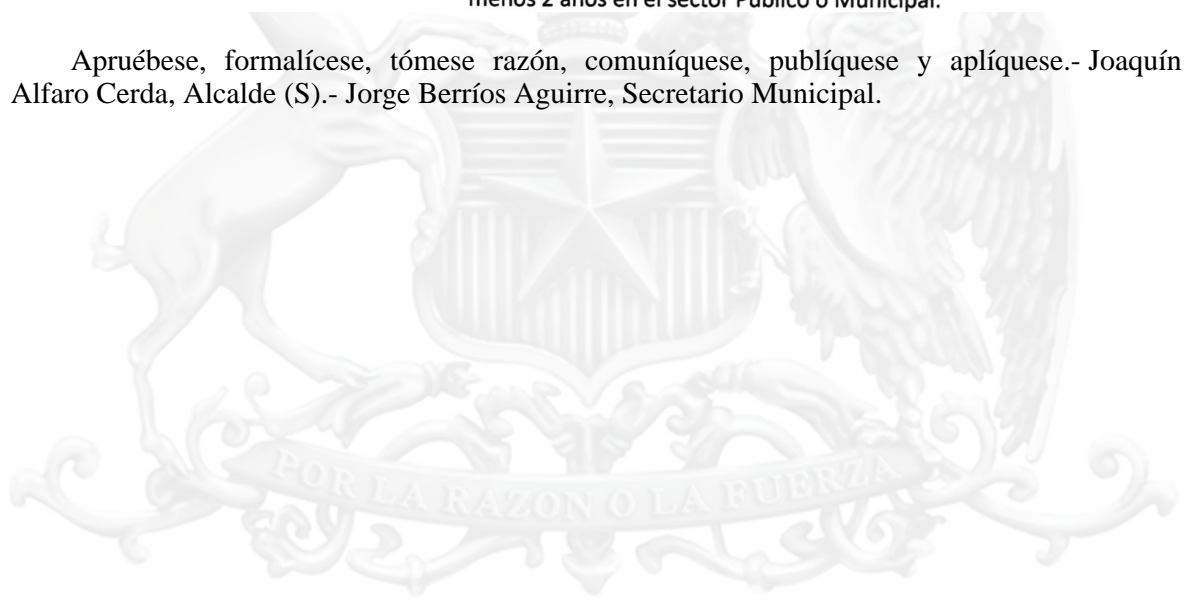 menos 2 años en el sector Público o Municipal.
Apruébese, formalícese, tómese razón, comuníquese, publíquese y aplíquese.- Joaquín
Alfaro Cerda, Alcalde (S).- Jorge Berríos Aguirre, Secretario Municipal.
POR LA RAZON O LA FUERZA